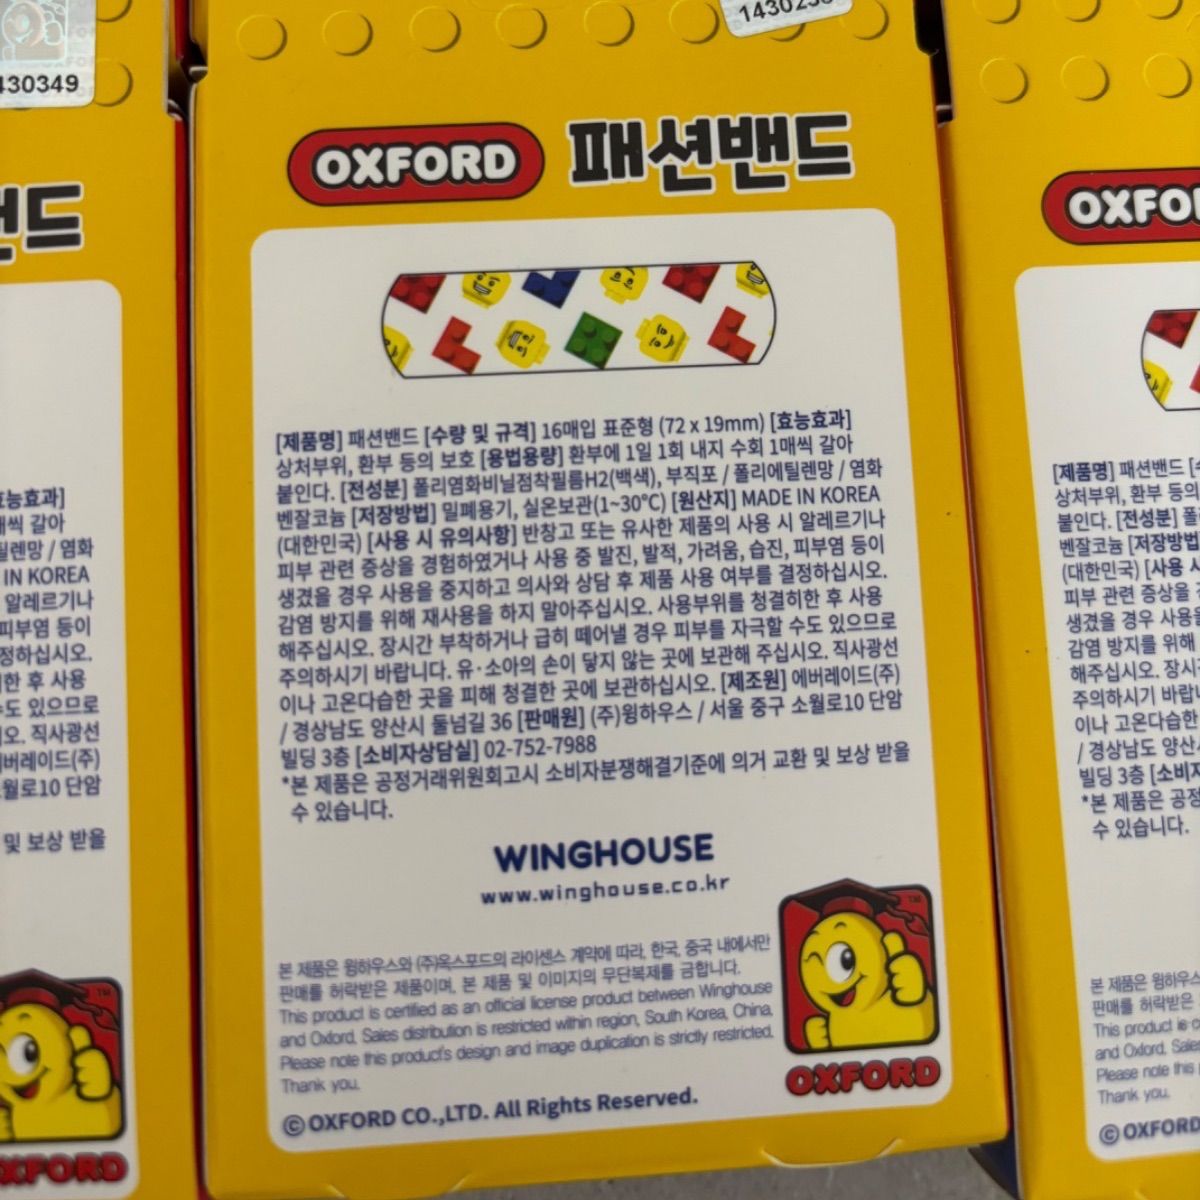 430349
OXFORD 패션밴드
[제품명] 패션밴드 [수량 및 규격] 16매입 표준형 (72 x 19mm) [효능효과]
상처부위, 환부 등의 보호 [용법용량] 환부에 1일 1회 내지 수회 1매씩 갈아
붙인다. [전성분] 폴리염화비닐점착필름H2(백색), 부직포 / 폴리에틸렌망 / 염화
벤잘코늄 [저장방법] 밀폐용기, 실온보관(1~30℃) [원산지] MADE IN KOREA
(대한민국) [사용 시 유의사항] 반창고 또는 유사한 제품의 사용 시 알레르기나
피부 관련 증상을 경험하였거나 사용 중 발진, 발적, 가려움, 습진, 피부염 등이
생겼을 경우 사용을 중지하고 의사와 상담 후 제품 사용 여부를 결정하십시오.
감염 방지를 위해 재사용을 하지 말아주십시오. 사용부위를 청결히한 후 사용
해주십시오. 장시간 부착하거나 급히 떼어낼 경우 피부를 자극할 수도 있으므로
주의하시기 바랍니다. 유·소아의 손이 닿지 않는 곳에 보관해 주십시오. 직사광선
이나 고온다습한 곳을 피해 청결한 곳에 보관하십시오. [제조원] 에버레이드(주)
/ 경상남도 양산시 둘넘길 36 [판매원] (주)윙하우스 / 서울 중구 소월로10 단암
빌딩 3층 [소비자상담실] 02-752-7988
*본 제품은 공정거래위원회고시 소비자분쟁해결기준에 의거 교환 및 보상 받을
수 있습니다.
WINGHOUSE
www.winghouse.co.kr
본 제품은 윙하우스와 (주)옥스포드의 라이센스 계약에 따라, 한국, 중국 내에서만
판매를 허락받은 제품이며, 본 제품 및 이미지의 무단복제를 금합니다.
This product is certified as an official license product between Winghouse
and Oxford. Sales distribution is restricted within region, South Korea, China.
Please note this product's design and image duplication is strictly restricted.
Thank you.
© OXFORD CO.,LTD. All Rights Reserved.
TM
OXFORD